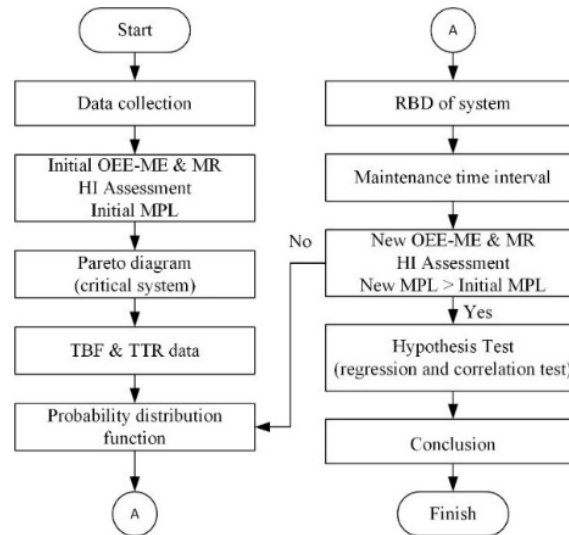 Start
Data collection
Initial OEE-ME & MR
HI Assessment
Initial MPL
Pareto diagram
(critical system)
TBF & TTR data
Probability distribution
function
A
A
RBD of system
Maintenance time interval
No
New OEE-ME & MR
HI Assessment
New MPL > Initial MPL
Yes
Hypothesis Test
(regression and correlation test)
Conclusion
Finish